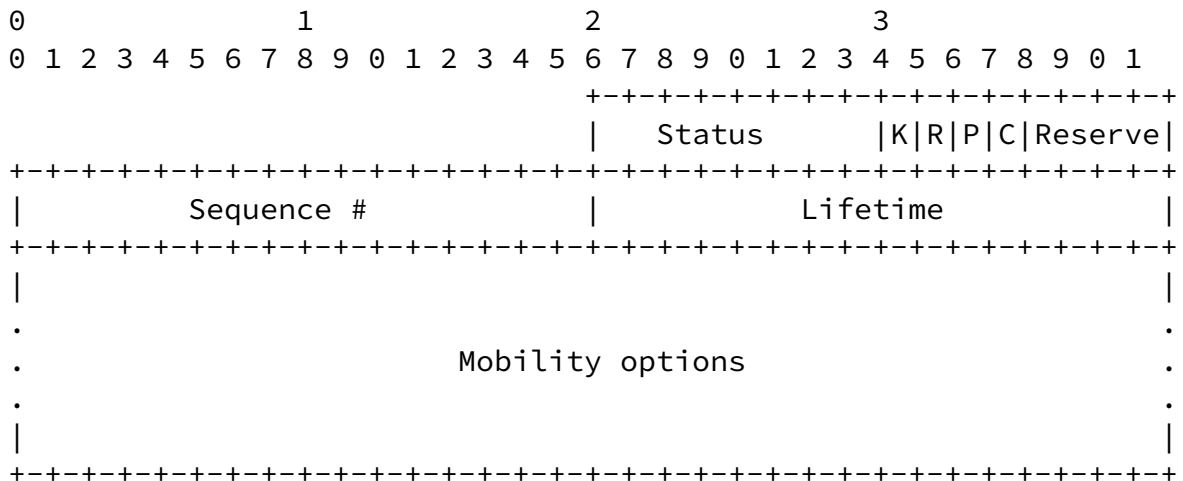 0                   1                   2                   3
0 1 2 3 4 5 6 7 8 9 0 1 2 3 4 5 6 7 8 9 0 1 2 3 4 5 6 7 8 9 0 1
                                +-+-+-+-+-+-+-+-+-+-+-+-+-+-+-+-+
                                |   Status      |K|R|P|C|Reserve|
+-+-+-+-+-+-+-+-+-+-+-+-+-+-+-+-+-+-+-+-+-+-+-+-+-+-+-+-+-+-+-+-+
|         Sequence #            |           Lifetime            |
+-+-+-+-+-+-+-+-+-+-+-+-+-+-+-+-+-+-+-+-+-+-+-+-+-+-+-+-+-+-+-+-+
|                                                               |
.                                                               .
.                        Mobility options                       .
.                                                               .
|                                                               |
+-+-+-+-+-+-+-+-+-+-+-+-+-+-+-+-+-+-+-+-+-+-+-+-+-+-+-+-+-+-+-+-+